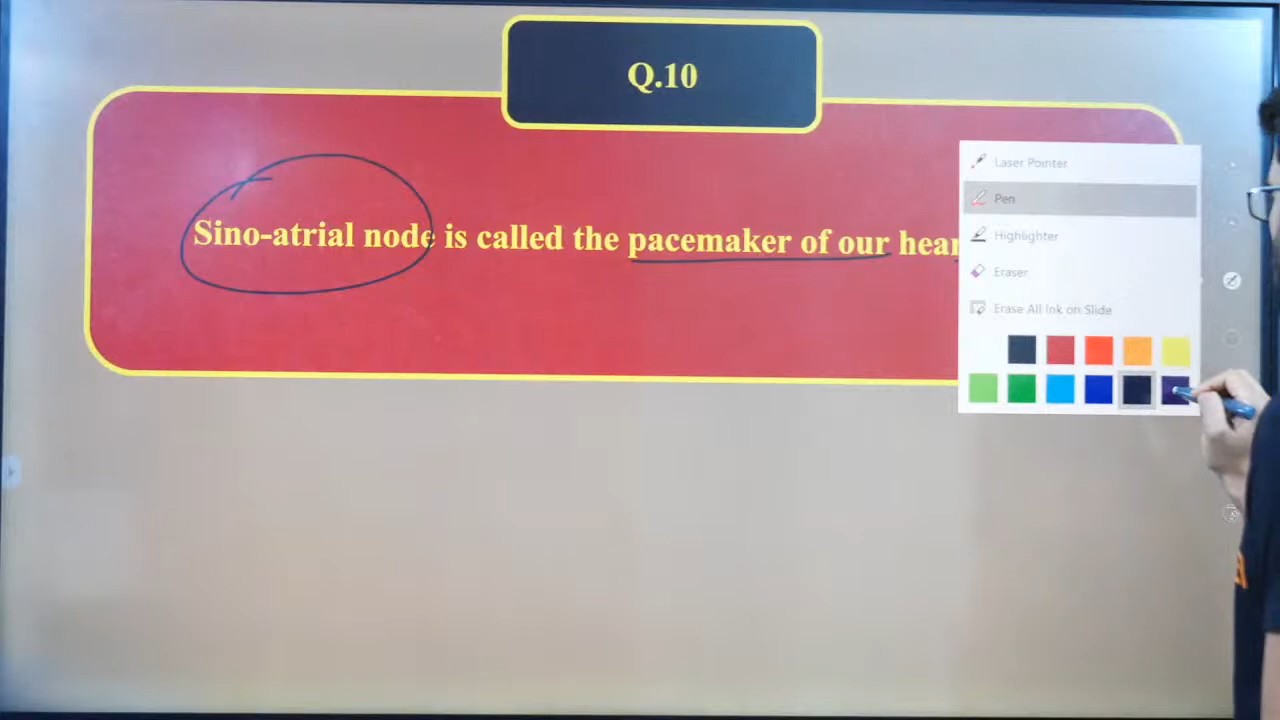 Q.10
Sino-atrial node is called the pacemaker of our
Laser Pointer
Pen
Highlighter
Eraser
Erase All Ink on Slide